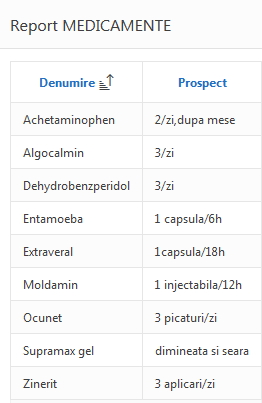 Report MEDICAMENTE
Denumire Prospect
Achetaminophen 2/zi,dupa mese
Algocalmin 3/zi
Dehydrobenzperidol 3/zi
Entamoeba 1 capsula/6h
Extraveral 1capsula/18h
Moldamin 1 injectabila/12h
Ocunet 3 picaturi/zi
Supramax gel dimineata si seara
Zinerit 3 aplicari/zi